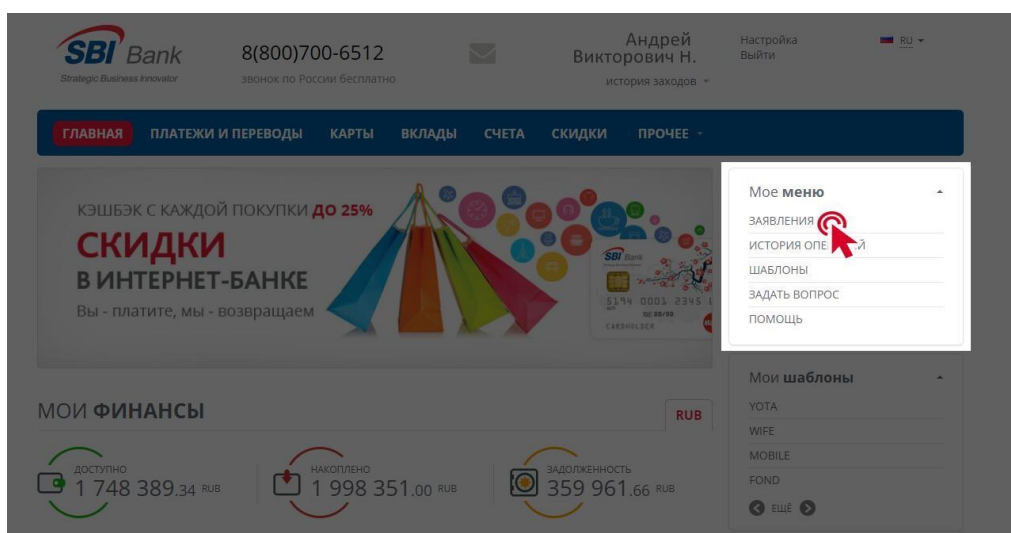 SBI Bank
Strategic Business Innovator
8(800)700-6512
звонок по России бесплатно
Андрей
Викторович Н.
история заходов
Настройка
Выйти
RU
ГЛАВНАЯ ПЛАТЕЖИ И ПЕРЕВОДЫ КАРТЫ ВКЛАДЫ СЧЕТА СКИДКИ ПРОЧЕЕ
КЭШБЭК С КАЖДОЙ ПОКУПКИ ДО 25%
СКИДКИ
В ИНТЕРНЕТ-БАНКЕ
Вы - платите, мы - возвращаем
SBI Bank
5194 0001 2345
CARDHOLDER
Мое меню
ЗАЯВЛЕНИЯ
ИСТОРИЯ
ШАБЛОНЫ
ЗАДАТЬ ВОПРОС
ПОМОЩЬ
Мои шаблоны
YOTA
WIFE
MOBILE
FOND
ЕЩЁ
МОИ ФИНАНСЫ
RUB
ДОСТУПНО
1 748 389.34 RUB
НАКОПЛЕНО
1 998 351.00 RUB
ЗАДОЛЖЕННОСТЬ
359 961.66 RUB